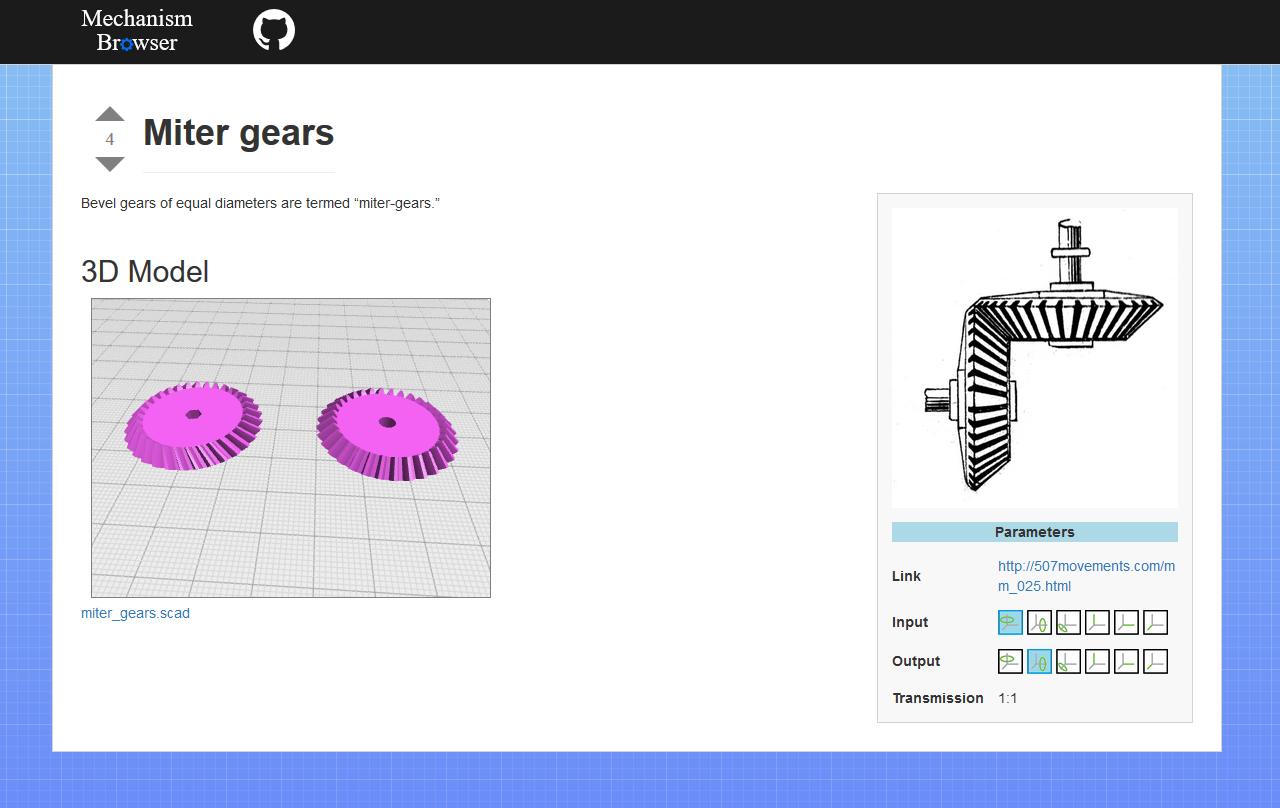 Mechanism
Browser
4
Miter gears
Bevel gears of equal diameters are termed “miter-gears.”
3D Model
miter_gears.scad
Parameters
Link
http://507movements.com/m
m_025.html
Input
Output
Transmission 1:1